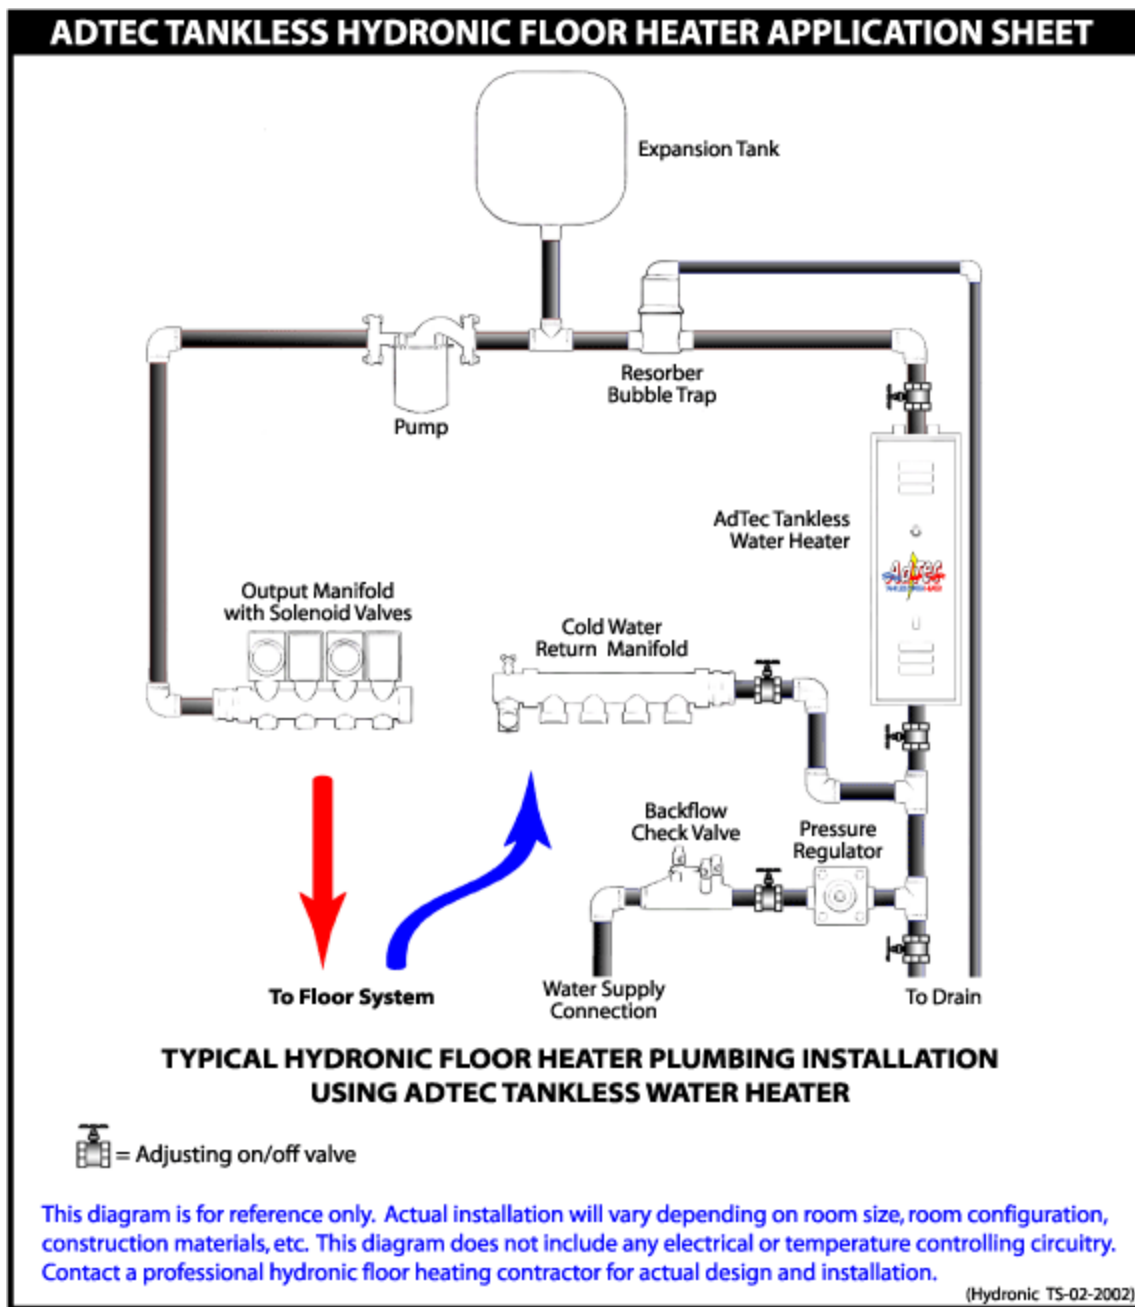 ADTEC TANKLESS HYDRONIC FLOOR HEATER APPLICATION SHEET
Expansion Tank
Resorber
Bubble Trap
Pump
AdTec Tankless
Water Heater
AdTec
Output Manifold
with Solenoid Valves
Cold Water
Return Manifold
Backflow
Check Valve
Pressure
Regulator
To Floor System
Water Supply
Connection
To Drain
TYPICAL HYDRONIC FLOOR HEATER PLUMBING INSTALLATION
USING ADTEC TANKLESS WATER HEATER
= Adjusting on/off valve
This diagram is for reference only. Actual installation will vary depending on room size, room configuration,
construction materials, etc. This diagram does not include any electrical or temperature controlling circuitry.
Contact a professional hydronic floor heating contractor for actual design and installation.
(Hydronic TS-02-2002)